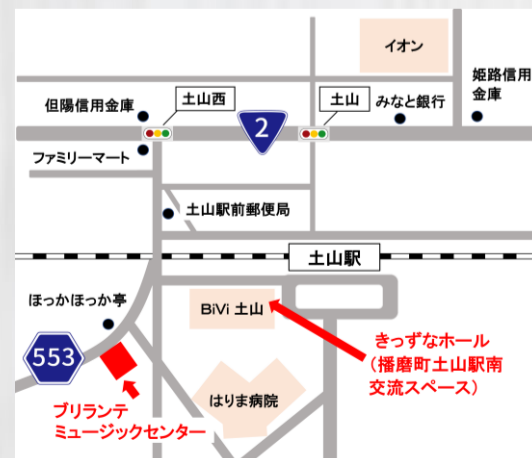 イオン
姫路信用
金庫
但陽信用金庫
土山西
土山
みなと銀行
2
ファミリーマート
土山駅前郵便局
土山駅
ほっかほっか亭
BiVi 土山
きっずなホール
（播磨町土山駅南
交流スペース）
553
はりま病院
ブリランテ
ミュージックセンター